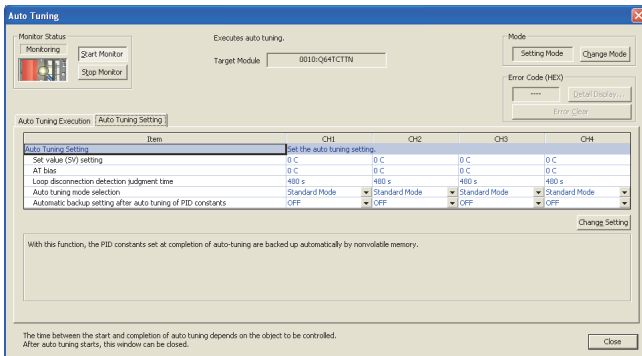 Auto Tuning
Monitor Status
Monitoring
Start Monitor
Stop Monitor
Executes auto tuning.
Target Module 0010:Q64TCTTN
Mode
Setting Mode Change Mode
Error Code (HEX)
---- Detail Display...
Error Clear
Auto Tuning Execution Auto Tuning Setting
Item CH1 CH2 CH3 CH4
Auto Tuning Setting Set the auto tuning setting.
Set value (SV) setting 0 C 0 C 0 C 0 C
AT bias 0 C 0 C 0 C 0 C
Loop disconnection detection judgment time 480 s 480 s 480 s 480 s
Auto tuning mode selection Standard Mode Standard Mode Standard Mode Standard Mode
Automatic backup setting after auto tuning of PID constants OFF OFF OFF OFF
Change Setting
With this function, the PID constants set at completion of auto-tuning are backed up automatically by nonvolatile memory.
The time between the start and completion of auto tuning depends on the object to be controlled.
After auto tuning starts, this window can be closed.
Close